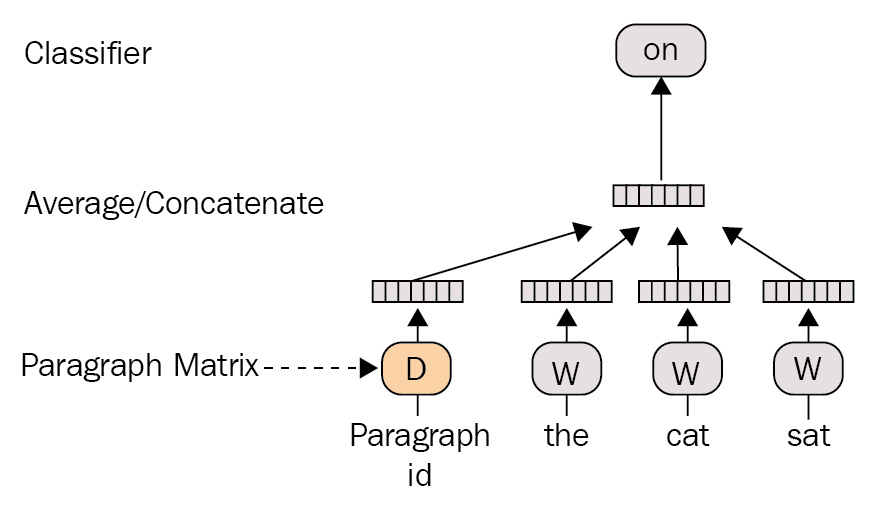 Classifier
on
Average/Concatenate
Paragraph Matrix
D
W
W
W
Paragraph
id
the
cat
sat